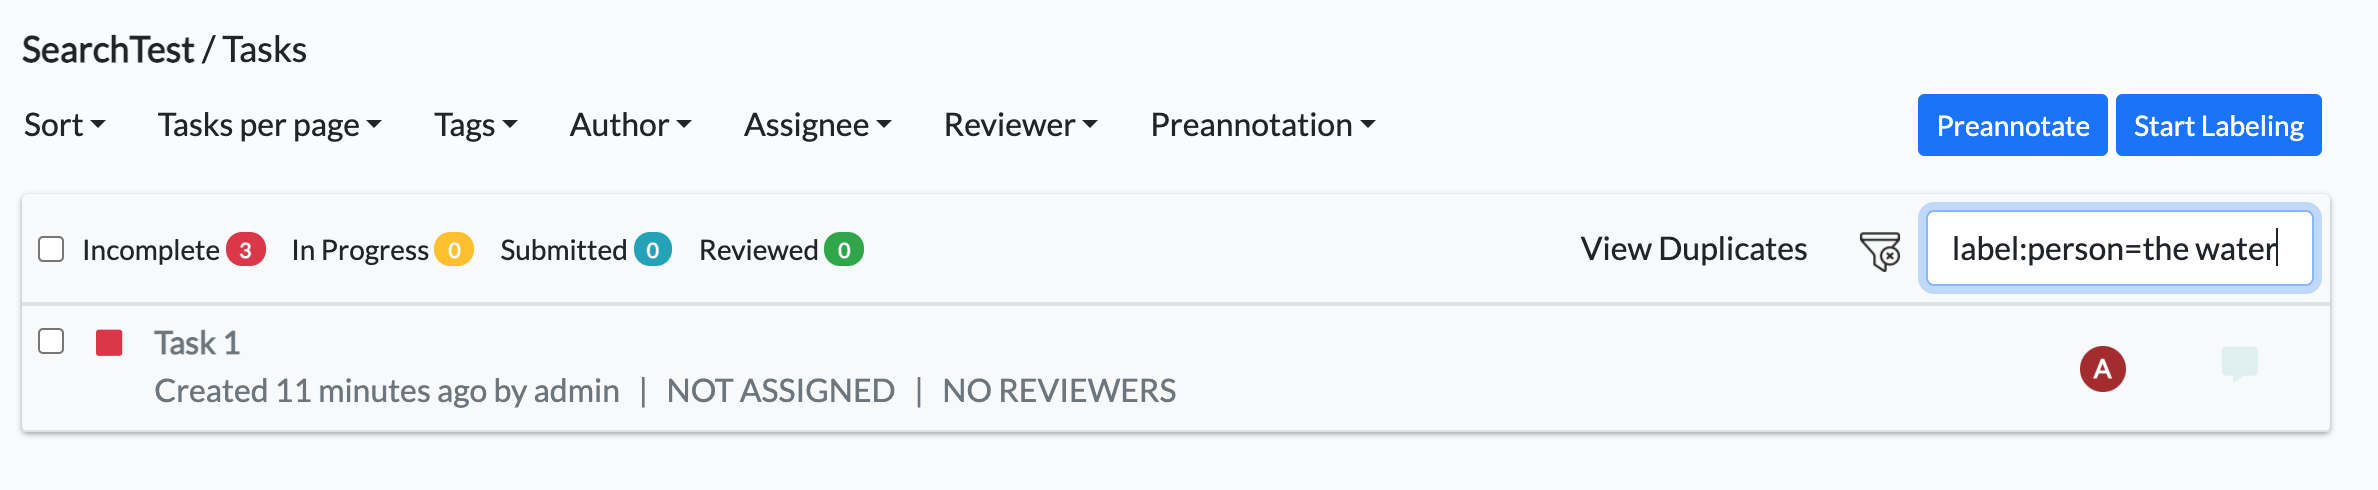 SearchTest / Tasks
Sort Tasks per page Tags Author Assignee Reviewer Preannotation Preannotate Start Labeling
Incomplete 3 In Progress 0 Submitted 0 Reviewed 0 View Duplicates label:person=the water
Task 1
Created 11 minutes ago by admin | NOT ASSIGNED | NO REVIEWERS A